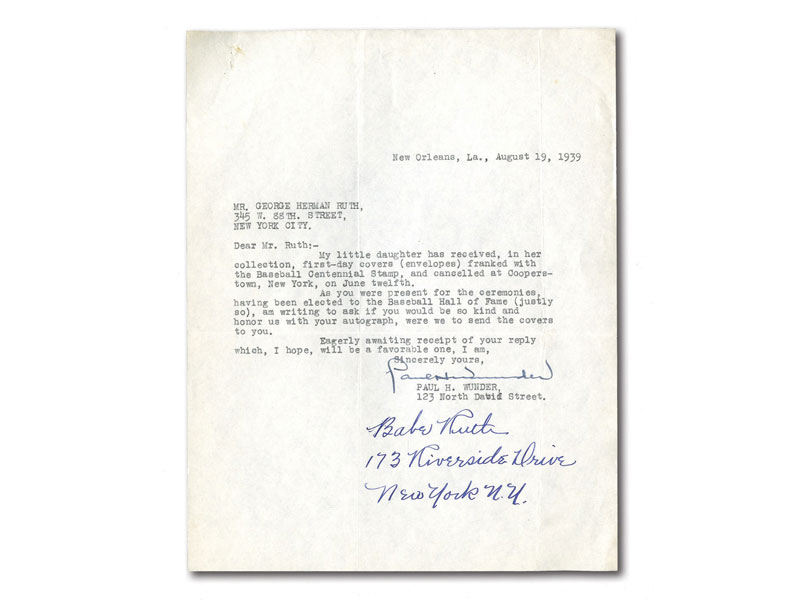 New Orleans, La., August 19, 1939
MR. GEORGE HERMAN RUTH,
345 W. 88TH. STREET,
NEW YORK CITY.
Dear Mr. Ruth:-
My little daughter has received, in her
collection, first-day covers (envelopes) franked with
the Baseball Centennial Stamp, and cancelled at Coopers-
town, New York, on June twelfth.
As you were present for the ceremonies,
having been elected to the Baseball Hall of Fame (justly
so), am writing to ask if you would be so kind and
honor us with your autograph, were we to send the covers
to you.
Eagerly awaiting receipt of your reply
which, I hope, will be a favorable one, I am,
Sincerely yours,
Paul H. Wunder
PAUL H. WUNDER,
123 North David Street.
Babe Ruth
173 Riverside Drive
New York N.Y.